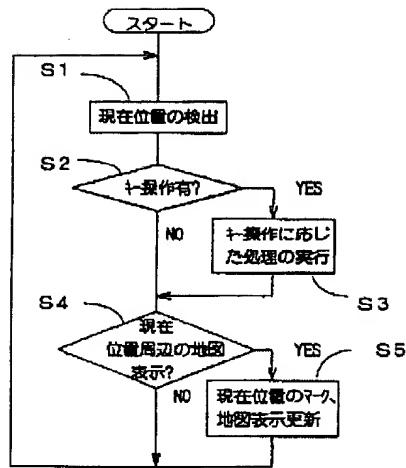 スタート
S1
現在位置の検出
S2
キー操作有?
YES
NO
キー操作に応じ
た処理の実行
S3
S4
現在
位置周辺の地図
表示?
YES
S5
NO
現在位置のマーク、
地図表示更新